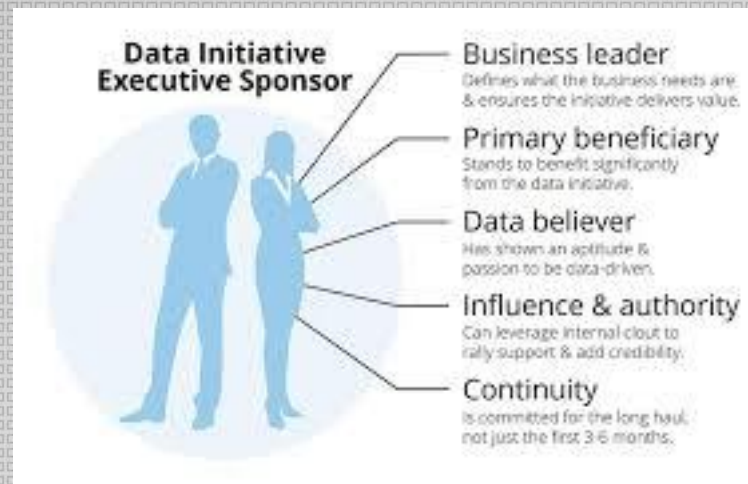 Data Initiative
Executive Sponsor
Business leader
Defines what the business needs are
& ensures the initiative delivers value.
Primary beneficiary
Stands to benefit significantly
from the data initiative.
Data believer
Has shown an aptitude &
passion to be data-driven.
Influence & authority
Can leverage internal clout to
rally support & add credibility.
Continuity
Is committed for the long haul,
not just the first 3-6 months.